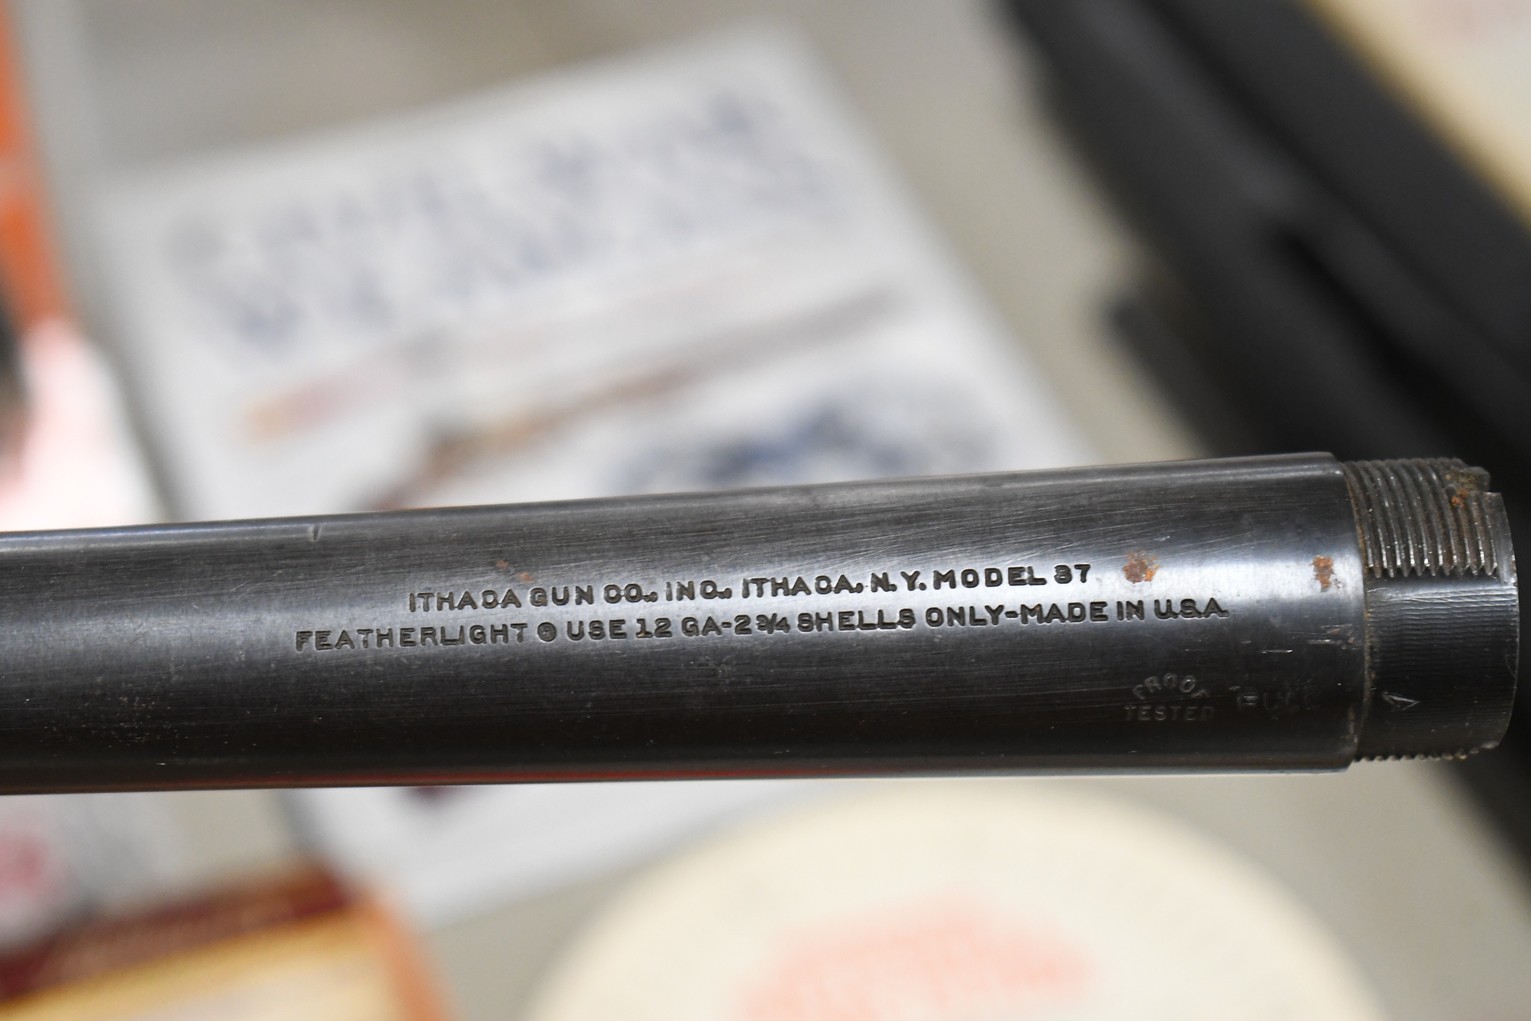 ITHACA GUN CO., INC., ITHACA, N.Y. MODEL 37
FEATHERLIGHT ® USE 12 GA-2 3/4 SHELLS ONLY-MADE IN U.S.A.
PROOF
TESTED
FULL